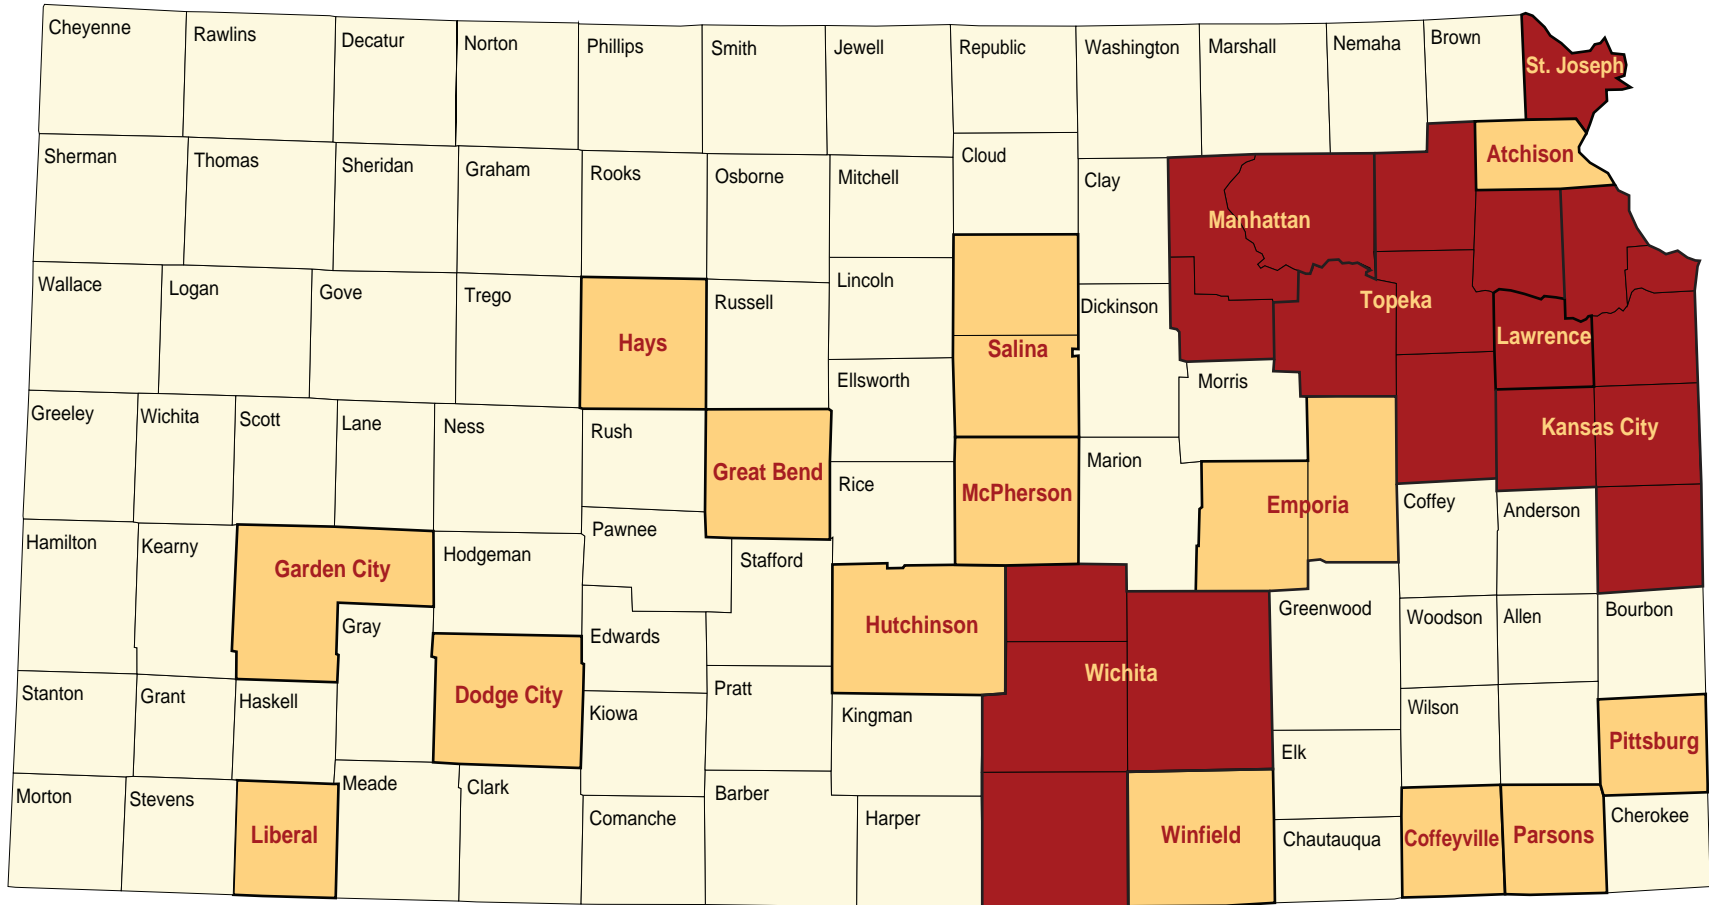 Cheyenne
Rawlins
Decatur
Norton
Phillips
Smith
Jewell
Republic
Washington
Marshall
Nemaha
Brown
St. Joseph
Sherman
Thomas
Sheridan
Graham
Rooks
Osborne
Mitchell
Cloud
Clay
Manhattan
Atchison
Wallace
Logan
Gove
Trego
Hays
Russell
Lincoln
Salina
Dickinson
Topeka
Lawrence
Ellsworth
Morris
Kansas City
Greeley
Wichita
Scott
Lane
Ness
Rush
Great Bend
Rice
McPherson
Marion
Emporia
Coffey
Anderson
Hamilton
Kearny
Garden City
Hodgeman
Pawnee
Stafford
Hutchinson
Greenwood
Woodson
Allen
Bourbon
Gray
Edwards
Wichita
Stanton
Grant
Haskell
Dodge City
Kiowa
Pratt
Kingman
Wilson
Pittsburg
Elk
Morton
Stevens
Liberal
Meade
Clark
Comanche
Barber
Harper
Winfield
Chautauqua
Coffeyville
Parsons
Cherokee